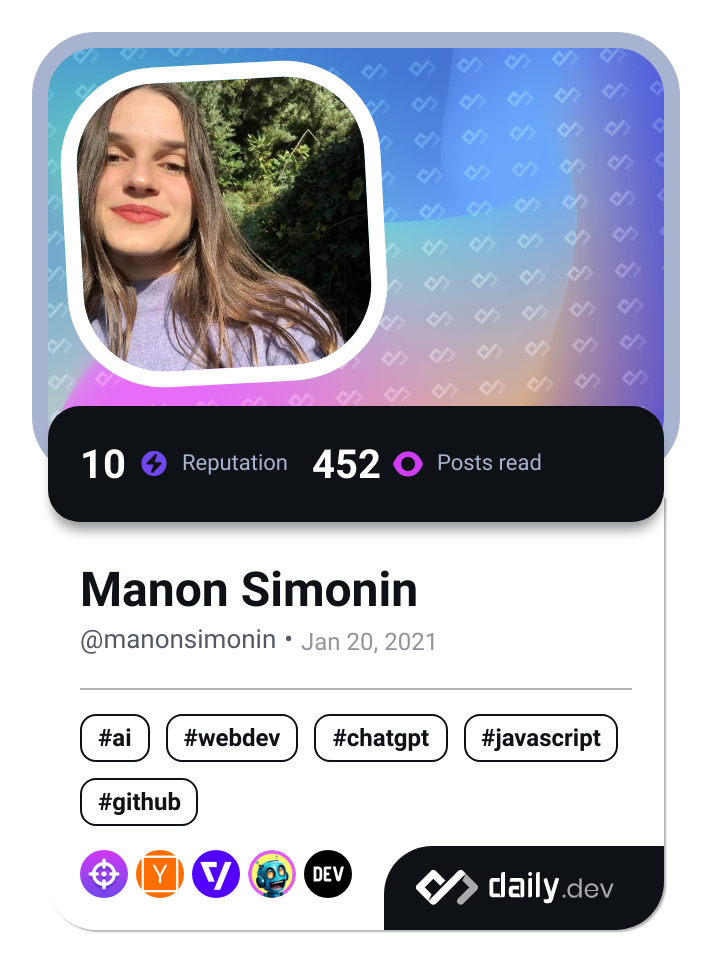 10 Reputation 452 Posts read
Manon Simonin
@manonsimonin • Jan 20, 2021
#ai #webdev #chatgpt #javascript
#github
Y DEV
daily.dev